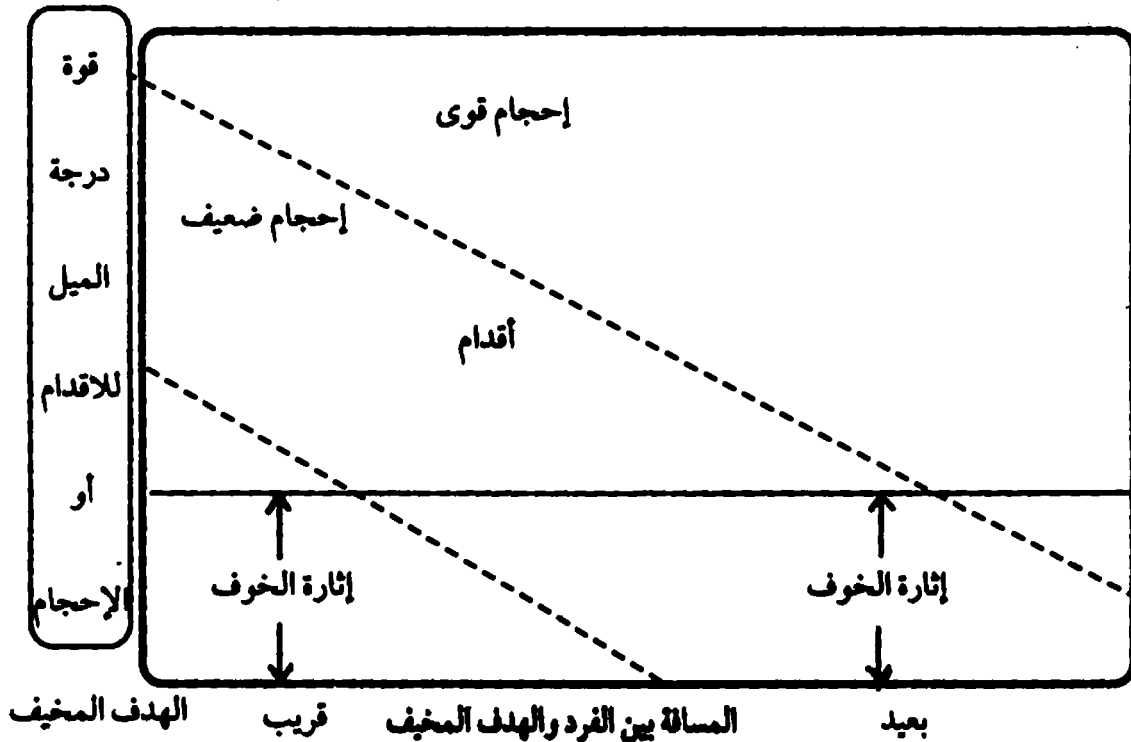 قوة
درجة
الميل
للاقدام
أو
الإحجام
إحجام قوى
إحجام ضعيف
أقدام
إثارة الخوف
إثارة الخوف
الهدف المخيف
قريب
المسافة بين الفرد والهدف المخيف
بعيد